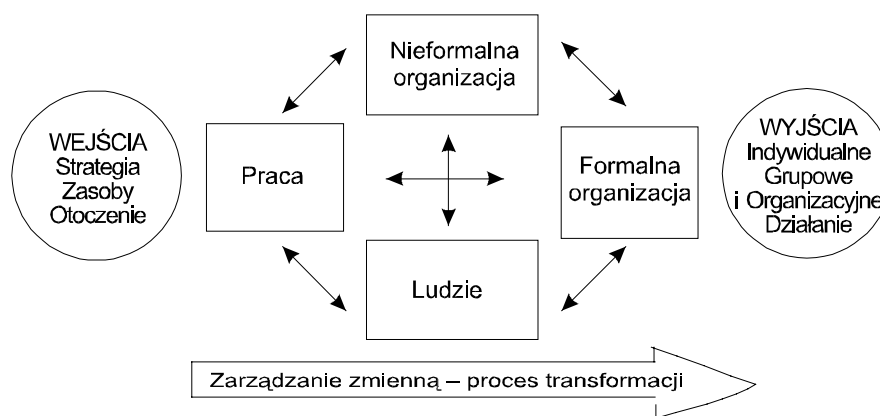 Nieformalna
organizacja
WEJŚCIA
Strategia
Zasoby
Otoczenie
Praca
Formalna
organizacja
WYJŚCIA
Indywidualne
Grupowe
i Organizacyjne
Działanie
Ludzie
Zarządzanie zmienną – proces transformacji